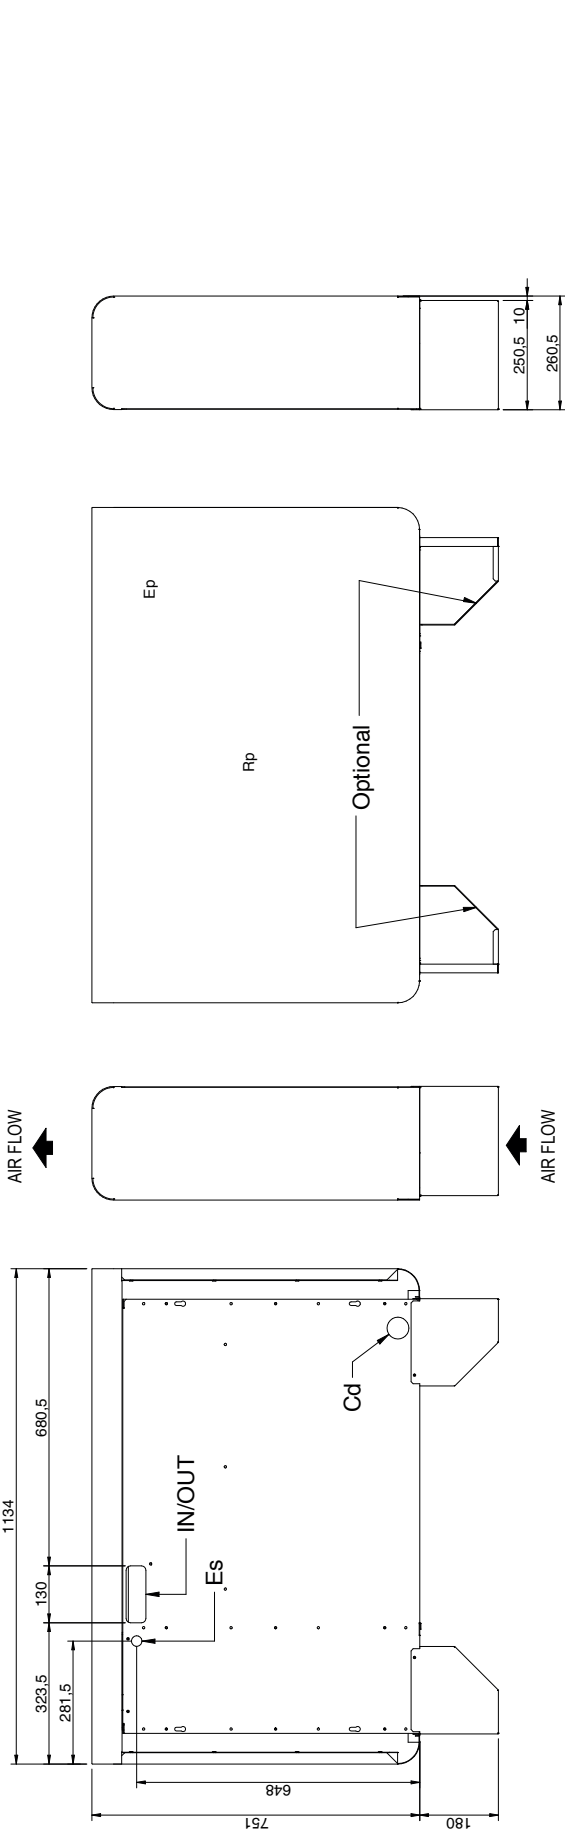 1134
323,5
130
680,5
281,5
648
751
180
IN/OUT
Es
Cd
AIR FLOW
AIR FLOW
Optional
Rp
Ep
250,5
10
260,5